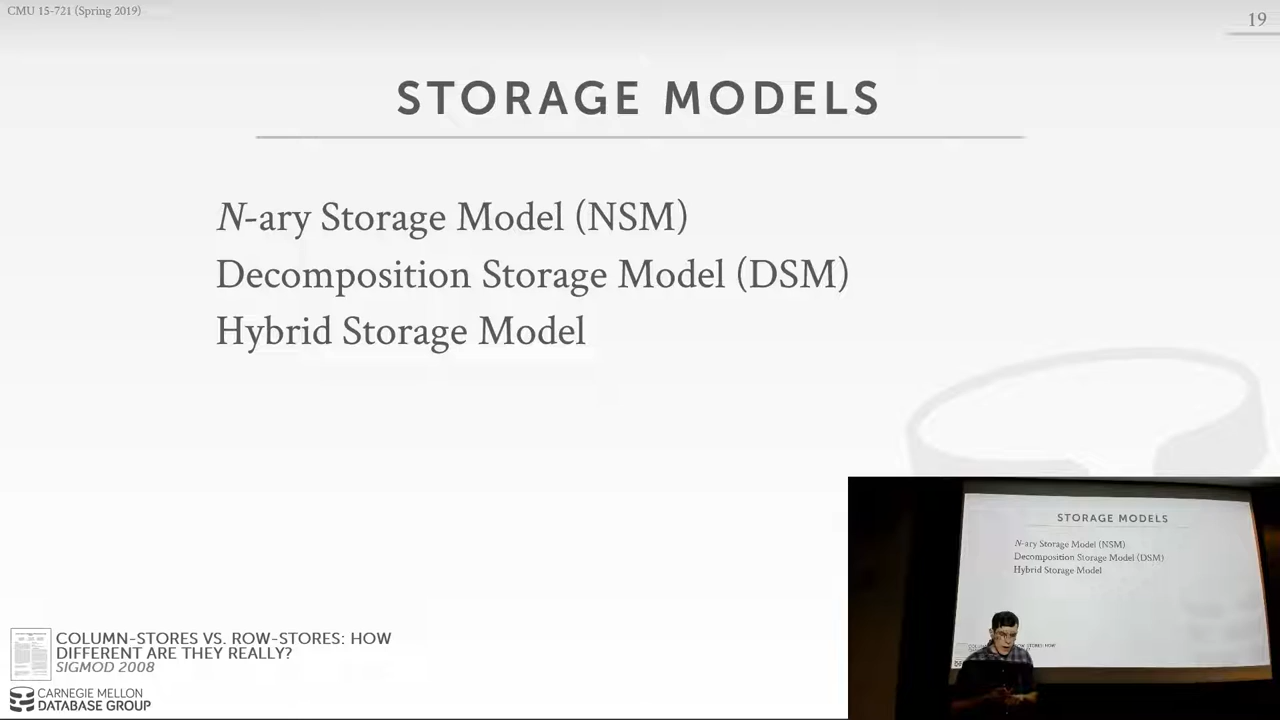 CMU 15-721 (Spring 2019)
19
STORAGE MODELS
N-ary Storage Model (NSM)
Decomposition Storage Model (DSM)
Hybrid Storage Model
STORAGE MODELS
N-ary Storage Model (NSM)
Decomposition Storage Model (DSM)
Hybrid Storage Model
COLUMN-STORES VS. ROW-STORES: HOW
DIFFERENT ARE THEY REALLY?
SIGMOD 2008
CARNEGIE MELLON
DATABASE GROUP